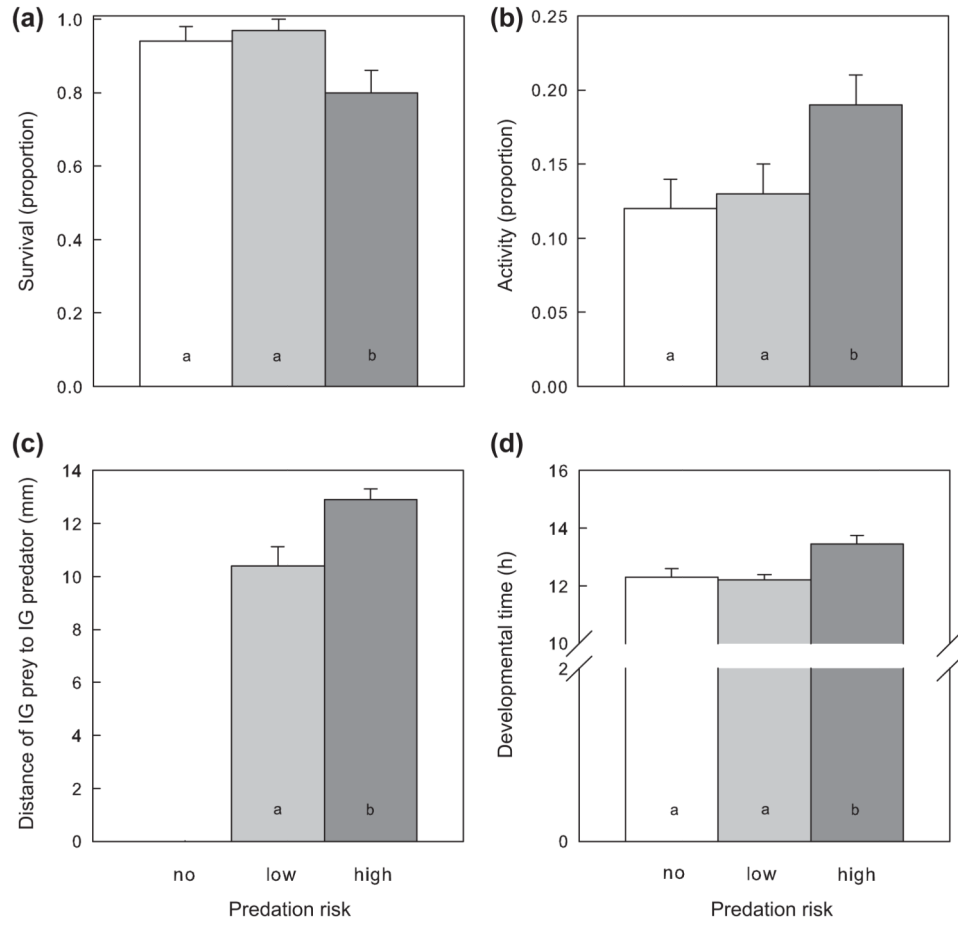 (a)
Survival (proportion)
1.0
0.8
0.6
0.4
0.2
0.0
a
a
b
(b)
Activity (proportion)
0.25
0.20
0.15
0.10
0.05
0.00
a
a
b
(c)
Distance of IG prey to IG predator (mm)
14
12
10
8
6
4
2
0
a
b
no
low
high
Predation risk
(d)
Developmental time (h)
16
14
12
10
2
0
a
a
b
no
low
high
Predation risk